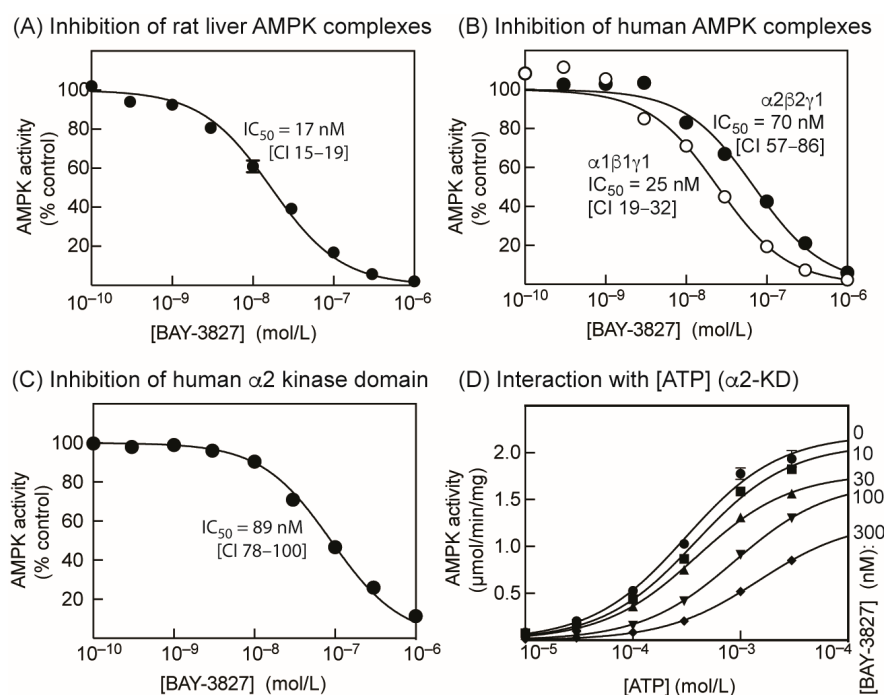 (A) Inhibition of rat liver AMPK complexes
AMPK activity
(% control)
100
80
60
40
20
IC50 = 17 nM
[CI 15–19]
10–10
10–9
10–8
10–7
10–6
[BAY-3827] (mol/L)
(B) Inhibition of human AMPK complexes
AMPK activity
(% control)
100
80
60
40
20
α2β2γ1
IC50 = 70 nM
[CI 57–86]
α1β1γ1
IC50 = 25 nM
[CI 19–32]
10–10
10–9
10–8
10–7
10–6
[BAY-3827] (mol/L)
(C) Inhibition of human α2 kinase domain
AMPK activity
(% control)
100
80
60
40
20
IC50 = 89 nM
[CI 78–100]
10–10
10–9
10–8
10–7
10–6
[BAY-3827] (mol/L)
(D) Interaction with [ATP] (α2-KD)
AMPK activity
(μmol/min/mg)
2.0
1.5
1.0
0.5
0
10
30
100
300
[BAY-3827] (nM):
10–5
10–4
10–3
10–4
[ATP] (mol/L)